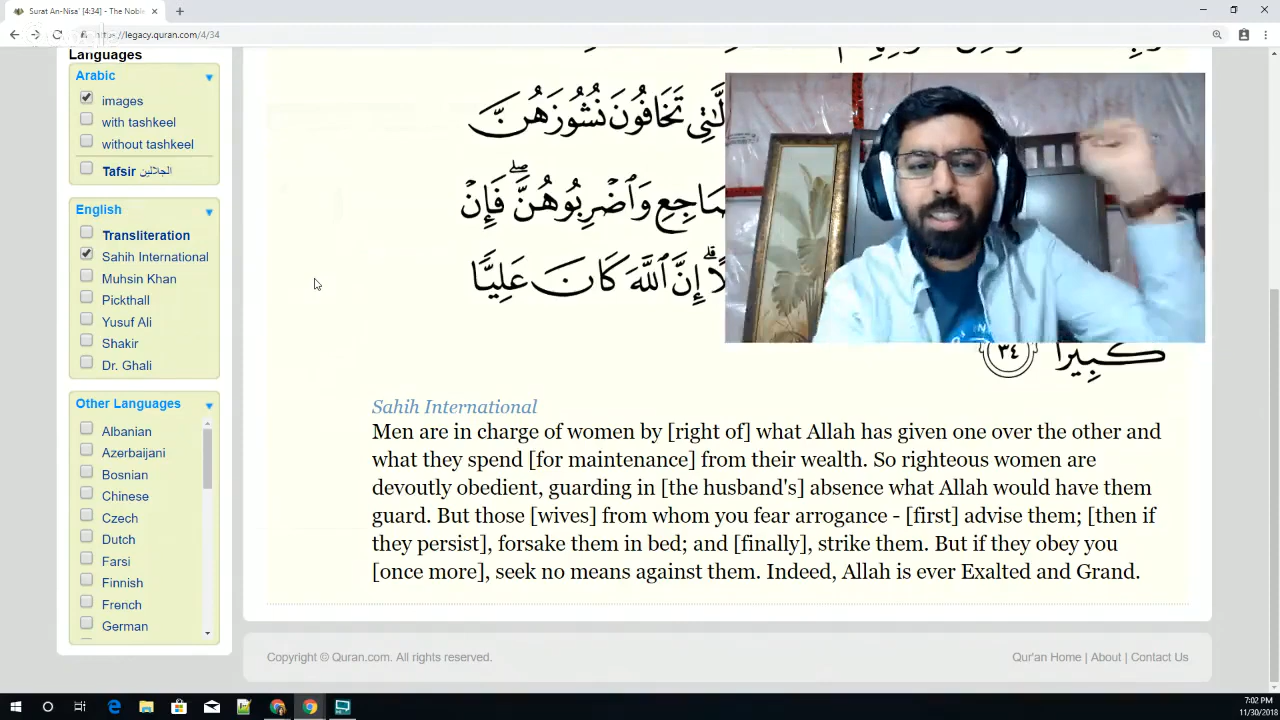 Surat An-Nisa' [4:34] - The Noble
https://legacy.quran.com/4/34
Languages
Arabic
images
with tashkeel
without tashkeel
Tafsir الجلالين
English
Transliteration
Sahih International
Muhsin Khan
Pickthall
Yusuf Ali
Shakir
Dr. Ghali
Other Languages
Albanian
Azerbaijani
Bosnian
Chinese
Czech
Dutch
Farsi
Finnish
French
German
تَخَافُونَ نُشُوزَهُنَّ
وَٱضْرِبُوهُنَّ ۖ فَإِنْ
إِنَّ ٱللَّهَ كَانَ عَلِيًّا
كَبِيرًا ٣٤
Sahih International
Men are in charge of women by [right of] what Allah has given one over the other and
what they spend [for maintenance] from their wealth. So righteous women are
devoutly obedient, guarding in [the husband's] absence what Allah would have them
guard. But those [wives] from whom you fear arrogance - [first] advise them; [then if
they persist], forsake them in bed; and [finally], strike them. But if they obey you
[once more], seek no means against them. Indeed, Allah is ever Exalted and Grand.
Copyright © Quran.com. All rights reserved.
Qur'an Home | About | Contact Us
7:02 PM
11/30/2018